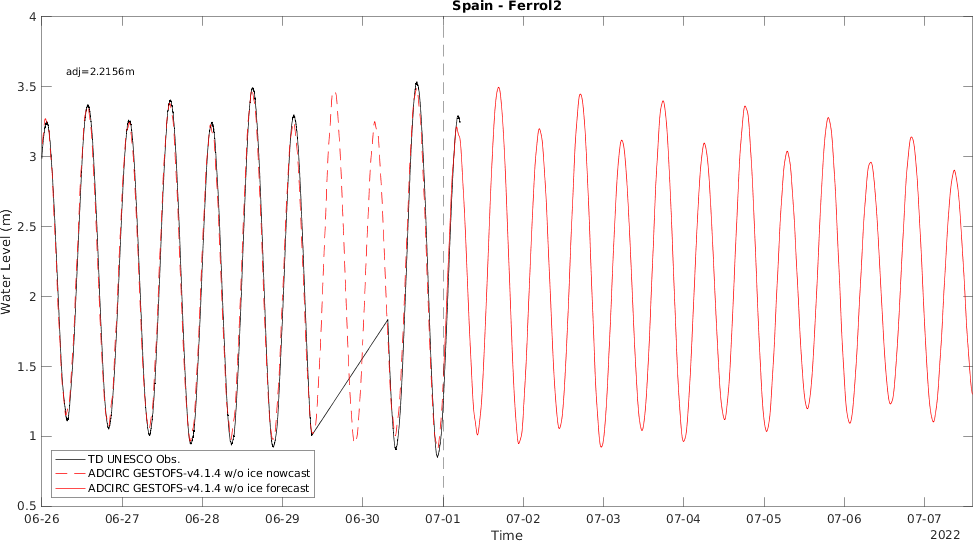 Spain - Ferrol2
4
adj=2.2156m
3.5
3
2.5
Water Level (m)
2
1.5
1
TD UNESCO Obs.
ADCIRC GESTOFS-v4.1.4 w/o ice nowcast
ADCIRC GESTOFS-v4.1.4 w/o ice forecast
0.5
06-26 06-27 06-28 06-29 06-30 07-01 07-02 07-03 07-04 07-05 07-06 07-07
Time
2022